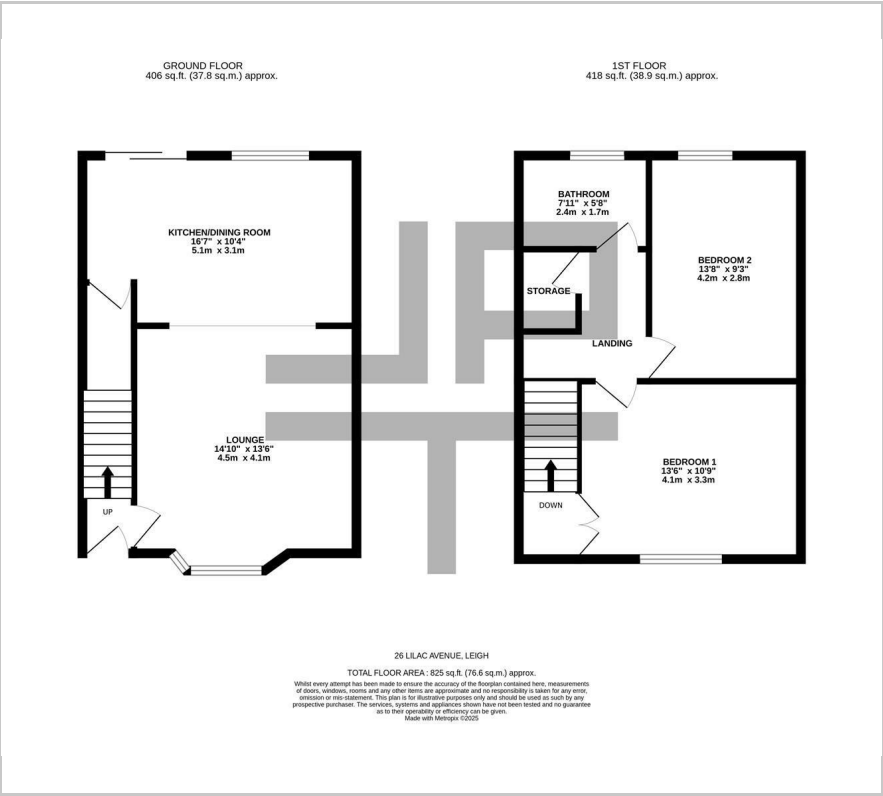 GROUND FLOOR
406 sq.ft. (37.8 sq.m.) approx.
KITCHEN/DINING ROOM
16'7" x 10'4"
5.1m x 3.1m
LOUNGE
14'10" x 13'6"
4.5m x 4.1m
UP
1ST FLOOR
418 sq.ft. (38.9 sq.m.) approx.
BATHROOM
7'11" x 5'8"
2.4m x 1.7m
BEDROOM 2
13'8" x 9'3"
4.2m x 2.8m
STORAGE
LANDING
BEDROOM 1
13'6" x 10'9"
4.1m x 3.3m
DOWN
26 LILAC AVENUE, LEIGH
TOTAL FLOOR AREA : 825 sq.ft. (76.6 sq.m.) approx.
Whilst every attempt has been made to ensure the accuracy of the floorplan contained here, measurements
of doors, windows, rooms and any other items are approximate and no responsibility is taken for any error,
omission or mis-statement. This plan is for illustrative purposes only and should be used as such by any
prospective purchaser. The services, systems and appliances shown have not been tested and no guarantee
as to their operability or efficiency can be given.
Made with Metropix ©2025